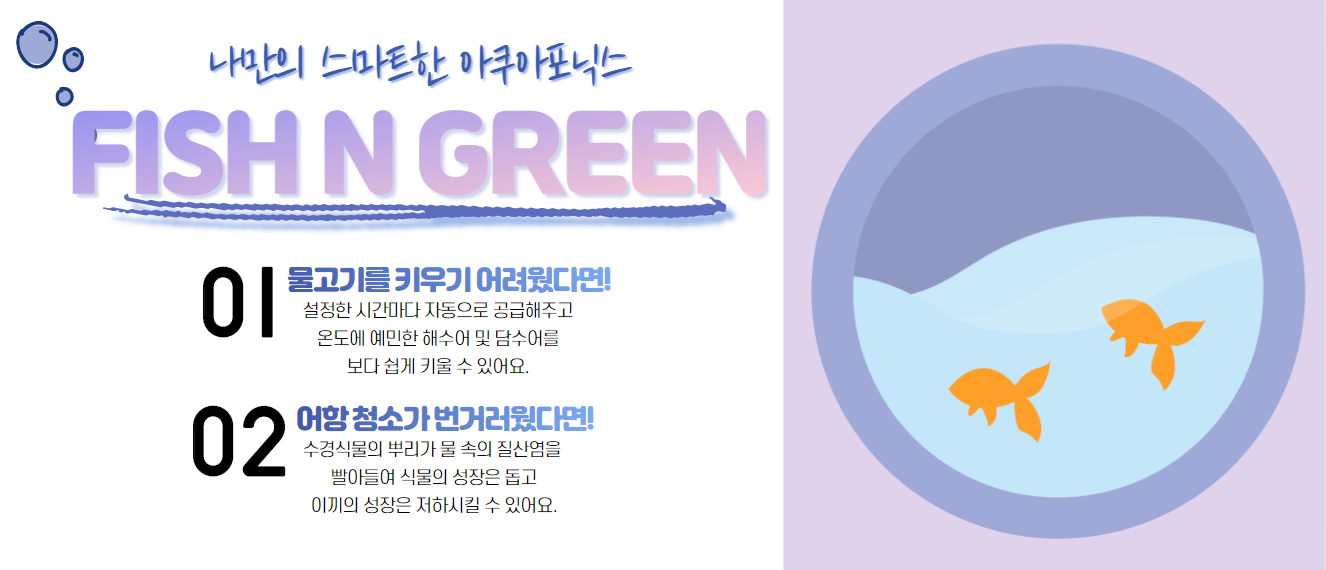 내만의 스마트한 아쿠아포닉스
FISH N GREEN
01 물고기를 키우기 어려웠다면!
설정한 시간마다 자동으로 공급해주고
온도에 예민한 해수어 및 담수어를
보다 쉽게 키울 수 있어요.
02 어항 청소가 번거러웠다면!
수경식물의 뿌리가 물 속의 질산염을
빨아들여 식물의 성장은 돕고
이끼의 성장은 저하시킬 수 있어요.